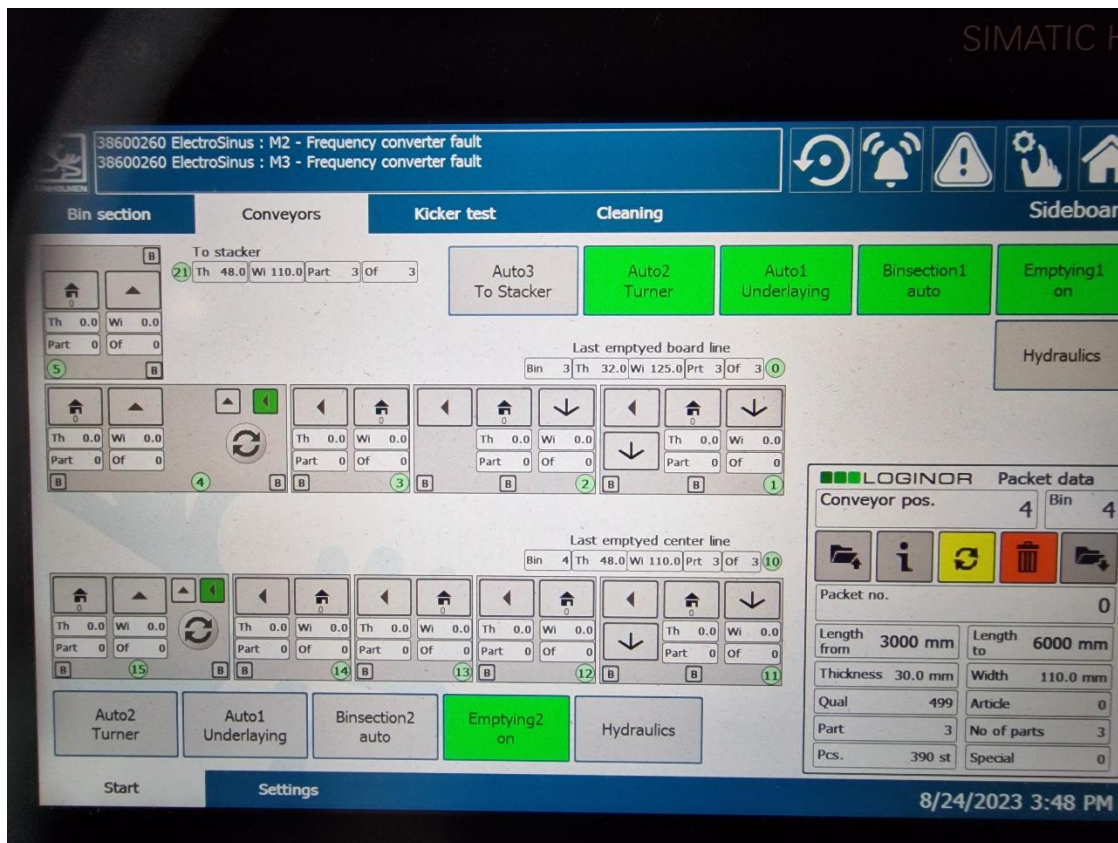 SIMATIC H
38600260 ElectroSinus : M2 - Frequency converter fault
38600260 ElectroSinus : M3 - Frequency converter fault
Bin section Conveyors Kicker test Cleaning Sideboar
B
To stacker
21 Th 48.0 Wi 110.0 Part 3 Of 3
Auto3 To Stacker
Auto2 Turner
Auto1 Underlaying
Binsection1 auto
Emptying1 on
0
Th 0.0 Wi 0.0
Part 0 Of 0
5 B
Hydraulics
Last emptyed board line
Bin 3 Th 32.0 Wi 125.0 Prt 3 Of 3 0
0 0 0 0
Th 0.0 Wi 0.0 Th 0.0 Wi 0.0 Th 0.0 Wi 0.0 Th 0.0 Wi 0.0
Part 0 Of 0 Part 0 Of 0 Part 0 Of 0 Part 0 Of 0
B 4 B B 3 B B 2 B B 1
Last emptyed center line
Bin 4 Th 48.0 Wi 110.0 Prt 3 Of 3 10
0 0 0 0 0
Th 0.0 Wi 0.0 Th 0.0 Wi 0.0 Th 0.0 Wi 0.0 Th 0.0 Wi 0.0 Th 0.0 Wi 0.0
Part 0 Of 0 Part 0 Of 0 Part 0 Of 0 Part 0 Of 0 Part 0 Of 0
B 15 B B 14 B 13 B 12 B B 11
Auto2 Turner
Auto1 Underlaying
Binsection2 auto
Emptying2 on
Hydraulics
LOGINOR Packet data
Conveyor pos. 4 Bin 4
i
Packet no. 0
Length from 3000 mm Length to 6000 mm
Thickness 30.0 mm Width 110.0 mm
Qual 499 Article 0
Part 3 No of parts 3
Pcs. 390 st Special 0
Start Settings
8/24/2023 3:48 PM